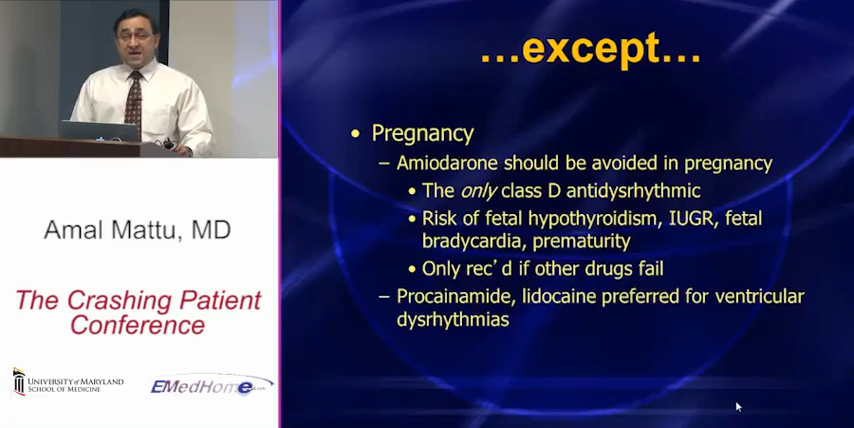 …except…
• Pregnancy
– Amiodarone should be avoided in pregnancy
• The only class D antidysrhythmic
• Risk of fetal hypothyroidism, IUGR, fetal
bradycardia, prematurity
• Only rec’d if other drugs fail
– Procainamide, lidocaine preferred for ventricular
dysrhythmias
Amal Mattu, MD
The Crashing Patient
Conference
UNIVERSITY of MARYLAND
SCHOOL OF MEDICINE
EMedHome